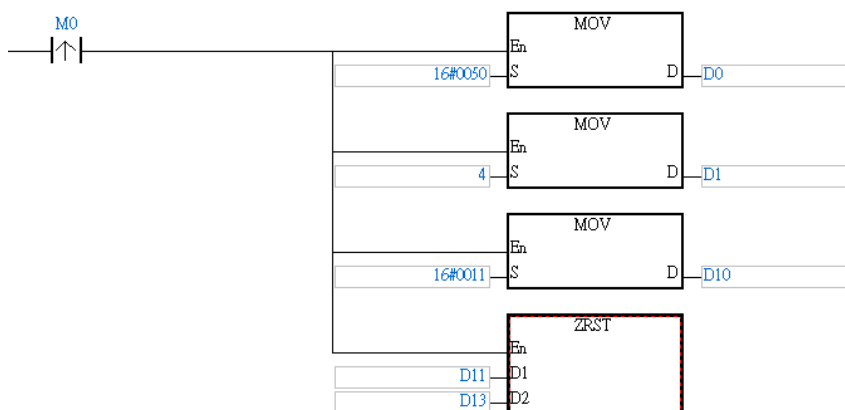 M0
MOV
En
16#0050 S D D0
MOV
En
4 S D D1
MOV
En
16#0011 S D D10
ZRST
En
D11 D1
D13 D2